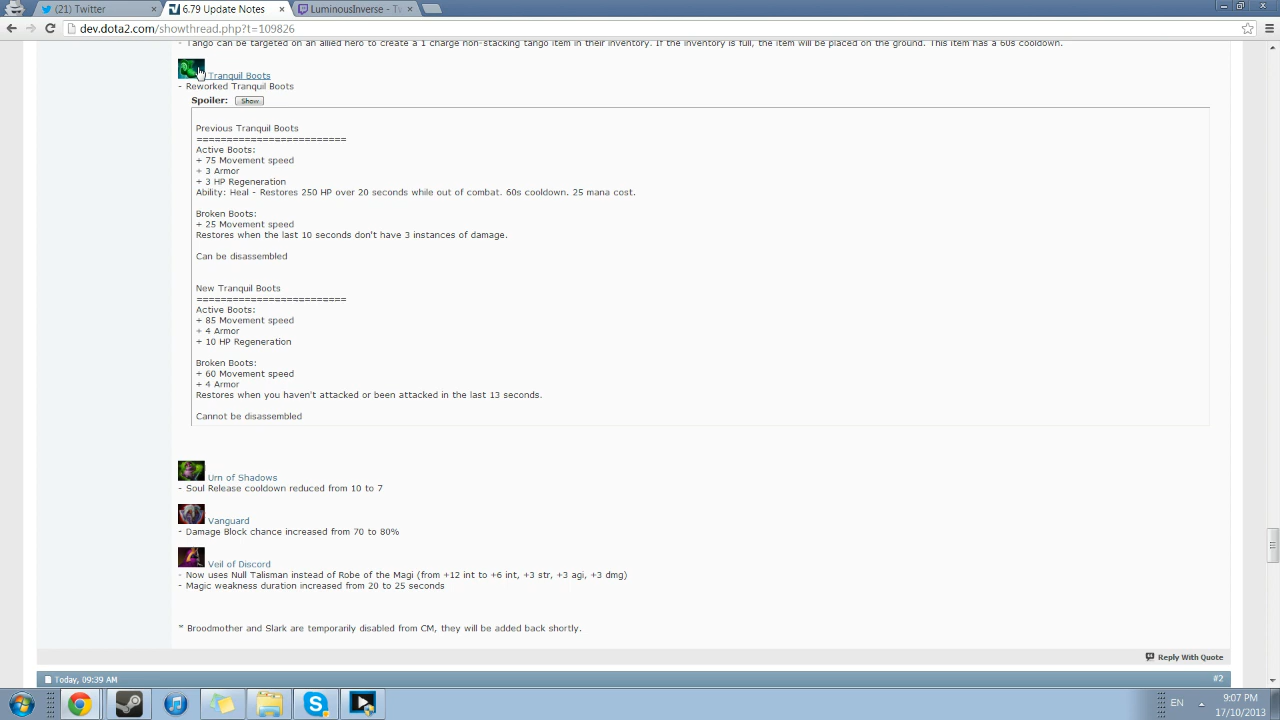 (21) Twitter
6.79 Update Notes
LuminousInverse - Tv
dev.dota2.com/showthread.php?t=109826
- Tango can be targeted on an allied hero to create a 1 charge non-stacking tango item in their inventory. If the inventory is full, the item will be placed on the ground. This item has a 60s cooldown.
Tranquil Boots
- Reworked Tranquil Boots
Spoiler: Show
Previous Tranquil Boots
=========================
Active Boots:
+ 75 Movement speed
+ 3 Armor
+ 3 HP Regeneration
Ability: Heal - Restores 250 HP over 20 seconds while out of combat. 60s cooldown. 25 mana cost.
Broken Boots:
+ 25 Movement speed
Restores when the last 10 seconds don't have 3 instances of damage.
Can be disassembled
New Tranquil Boots
=========================
Active Boots:
+ 85 Movement speed
+ 4 Armor
+ 10 HP Regeneration
Broken Boots:
+ 60 Movement speed
+ 4 Armor
Restores when you haven't attacked or been attacked in the last 13 seconds.
Cannot be disassembled
Urn of Shadows
- Soul Release cooldown reduced from 10 to 7
Vanguard
- Damage Block chance increased from 70 to 80%
Veil of Discord
- Now uses Null Talisman instead of Robe of the Magi (from +12 int to +6 int, +3 str, +3 agi, +3 dmg)
- Magic weakness duration increased from 20 to 25 seconds
* Broodmother and Slark are temporarily disabled from CM, they will be added back shortly.
Reply With Quote
Today, 09:39 AM
#2
EN
9:07 PM
17/10/2013